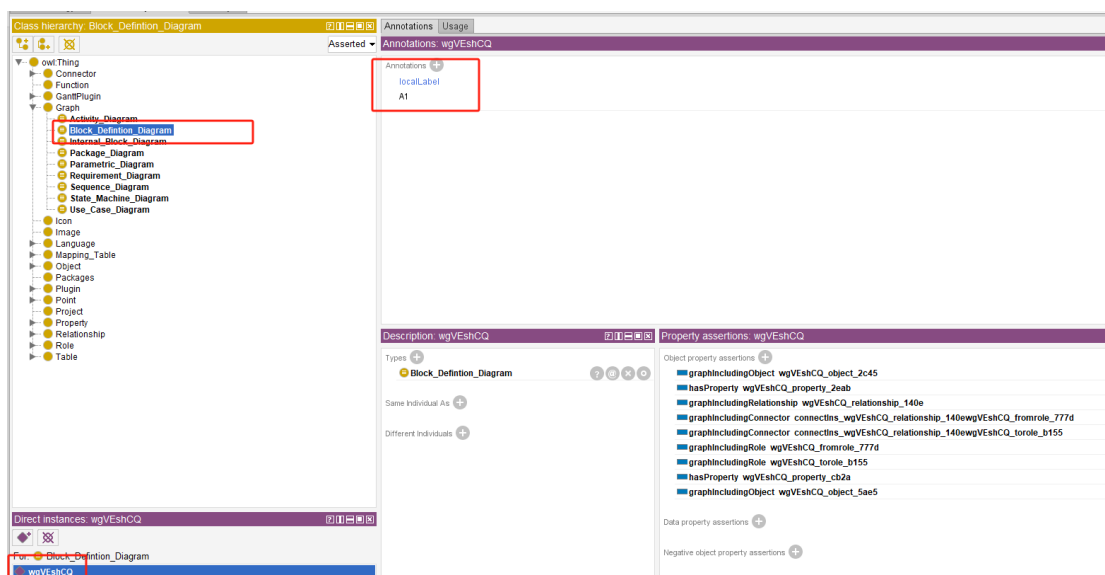 Class hierarchy: Block_Defintion_Diagram
Asserted
owl:Thing
Connector
Function
GanttPlugin
Graph
Activity_Diagram
Block_Defintion_Diagram
Internal_Block_Diagram
Package_Diagram
Parametric_Diagram
Requirement_Diagram
Sequence_Diagram
State_Machine_Diagram
Use_Case_Diagram
Icon
Image
Language
Mapping_Table
Object
Packages
Plugin
Point
Project
Property
Relationship
Role
Table
Direct instances: wgVEshCQ
For: Block_Defintion_Diagram
wgVEshCQ
Annotations Usage
Annotations: wgVEshCQ
Annotations
localLabel
A1
Description: wgVEshCQ
Types
Block_Defintion_Diagram
Same Individual As
Different Individuals
Property assertions: wgVEshCQ
Object property assertions
graphIncludingObject wgVEshCQ_object_2c45
hasProperty wgVEshCQ_property_2eab
graphIncludingRelationship wgVEshCQ_relationship_140e
graphIncludingConnector connectIns_wgVEshCQ_relationship_140ewgVEshCQ_fromrole_777d
graphIncludingConnector connectIns_wgVEshCQ_relationship_140ewgVEshCQ_torole_b155
graphIncludingRole wgVEshCQ_fromrole_777d
graphIncludingRole wgVEshCQ_torole_b155
hasProperty wgVEshCQ_property_cb2a
graphIncludingObject wgVEshCQ_object_5ae5
Data property assertions
Negative object property assertions